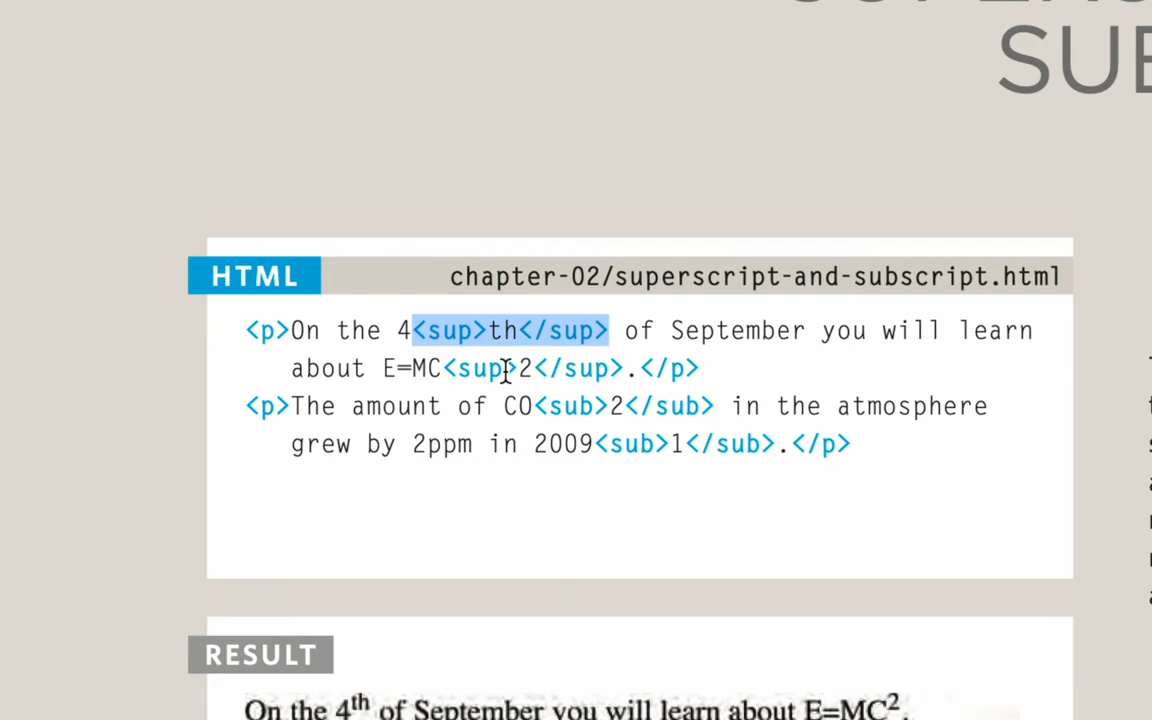 SUB
HTML
chapter-02/superscript-and-subscript.html
<p>On the 4<sup>th</sup> of September you will learn
about E=MC<sup>2</sup>.</p>
<p>The amount of CO<sub>2</sub> in the atmosphere
grew by 2ppm in 2009<sub>1</sub>.</p>
RESULT
On the 4th of September you will learn about E=MC2.